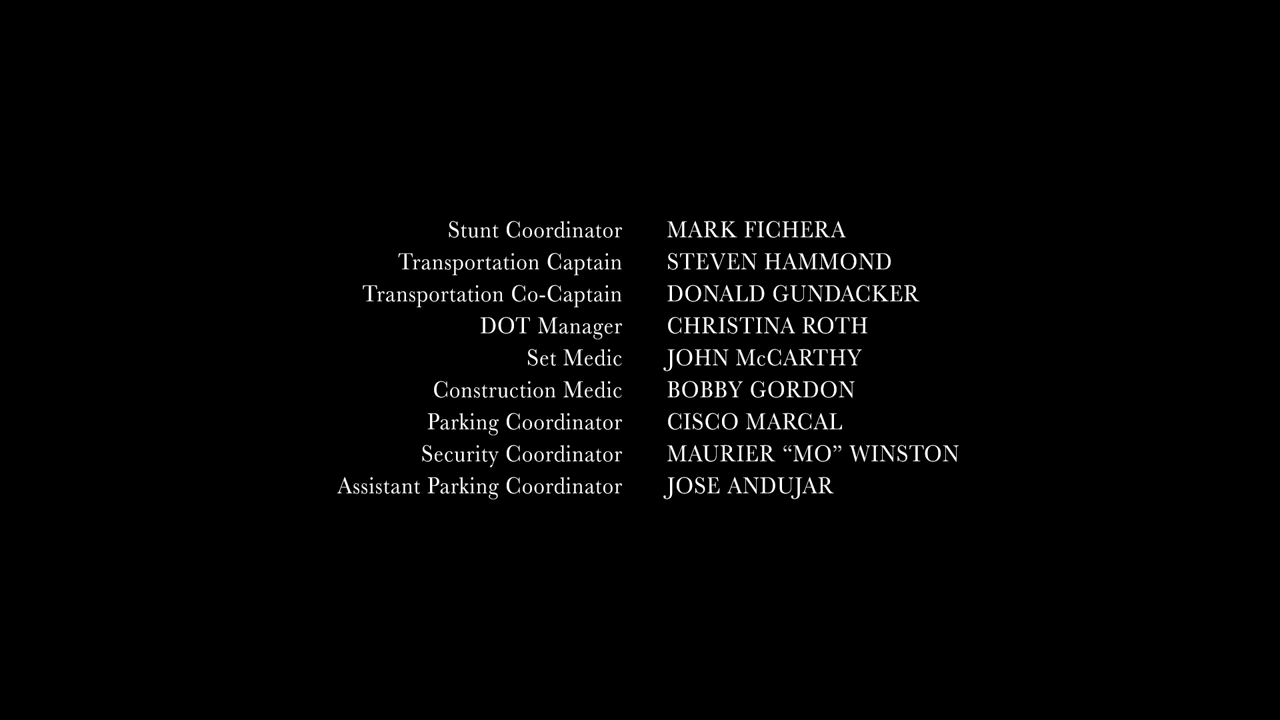 Stunt Coordinator MARK FICHERA
Transportation Captain STEVEN HAMMOND
Transportation Co-Captain DONALD GUNDACKER
DOT Manager CHRISTINA ROTH
Set Medic JOHN McCARTHY
Construction Medic BOBBY GORDON
Parking Coordinator CISCO MARCAL
Security Coordinator MAURIER “MO” WINSTON
Assistant Parking Coordinator JOSE ANDUJAR